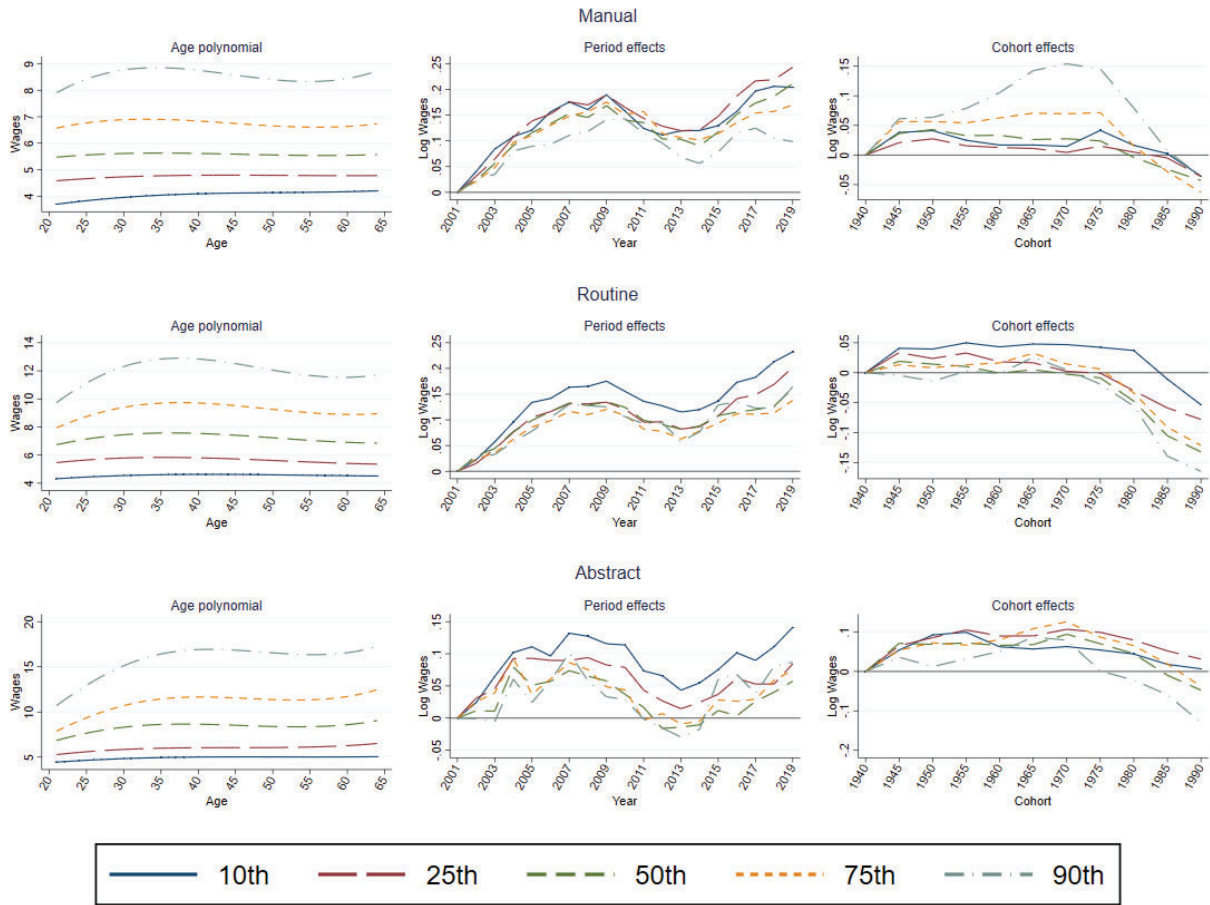 Manual
Age polynomial
Wages
9
8
7
6
5
4
20 25 30 35 40 45 50 55 60 65
Age
Period effects
Log Wages
.25
.2
.15
.1
.05
0
2001 2003 2005 2007 2009 2011 2013 2015 2017 2019
Year
Cohort effects
Log Wages
.15
.1
.05
0
-.05
1940 1945 1950 1955 1960 1965 1970 1975 1980 1985 1990
Cohort
Routine
Age polynomial
Wages
14
12
10
8
6
4
20 25 30 35 40 45 50 55 60 65
Age
Period effects
Log Wages
.25
.2
.15
.1
.05
0
2001 2003 2005 2007 2009 2011 2013 2015 2017 2019
Year
Cohort effects
Log Wages
.05
0
-.05
-.1
-.15
1940 1945 1950 1955 1960 1965 1970 1975 1980 1985 1990
Cohort
Abstract
Age polynomial
Wages
20
15
10
5
20 25 30 35 40 45 50 55 60 65
Age
Period effects
Log Wages
.15
.1
.05
0
-.05
2001 2003 2005 2007 2009 2011 2013 2015 2017 2019
Year
Cohort effects
Log Wages
.1
0
-.1
-.2
1940 1945 1950 1955 1960 1965 1970 1975 1980 1985 1990
Cohort
10th 25th 50th 75th 90th